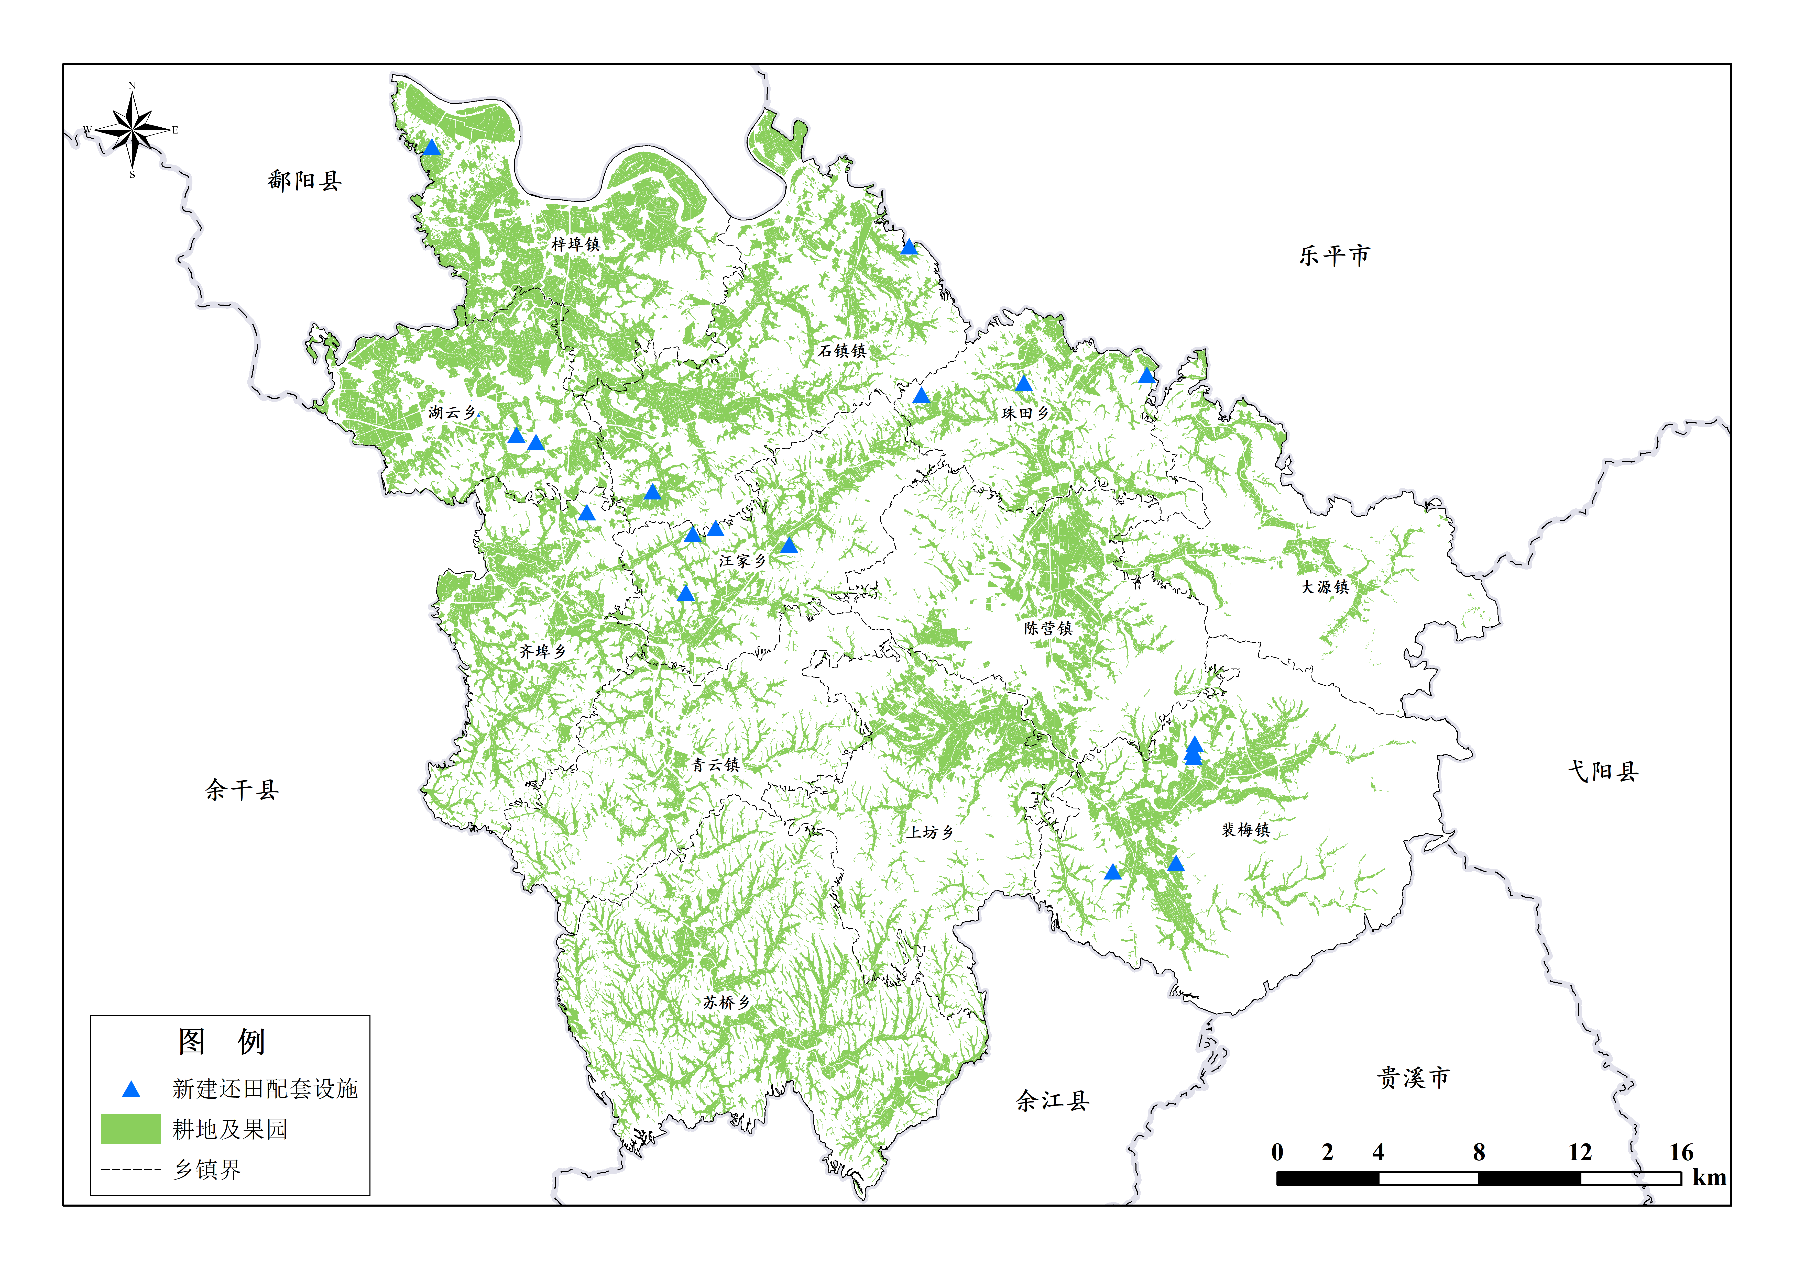 N
W
E
S
鄱阳县
梓埠镇
乐平市
石镇镇
湖云乡
珠田乡
汪家乡
大源镇
陈营镇
齐埠乡
青云镇
弋阳县
余干县
裴梅镇
上坊乡
苏桥乡
余江县
贵溪市
图 例
新建还田配套设施
耕地及果园
乡镇界
0 2 4 8 12 16
km